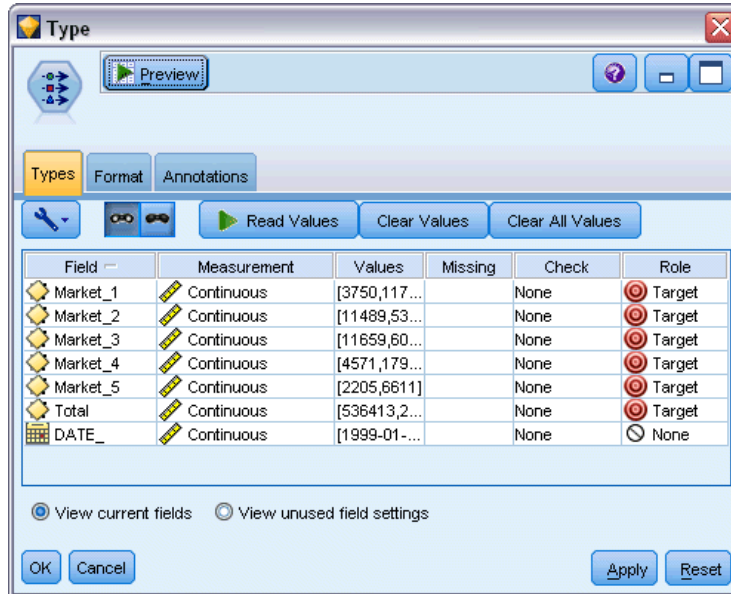 Type
Preview
Types Format Annotations
Read Values Clear Values Clear All Values
Field Measurement Values Missing Check Role
Market_1 Continuous [3750,117... None Target
Market_2 Continuous [11489,53... None Target
Market_3 Continuous [11659,60... None Target
Market_4 Continuous [4571,179... None Target
Market_5 Continuous [2205,6611] None Target
Total Continuous [536413,2... None Target
DATE_ Continuous [1999-01-... None None
View current fields View unused field settings
OK Cancel Apply Reset